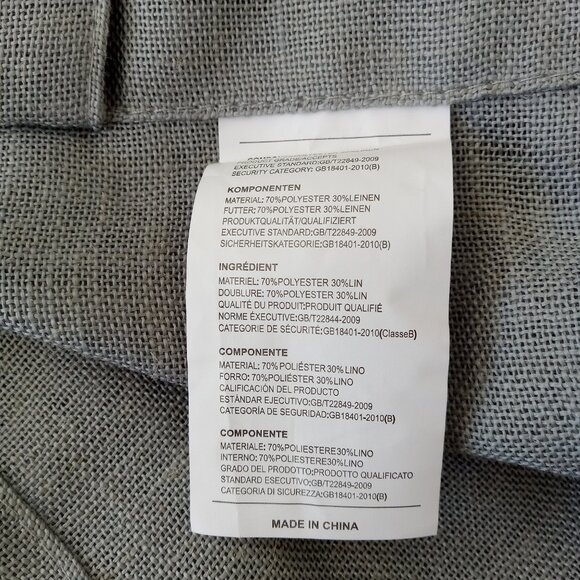 PRODUCT GRADE:ACCEPTS
EXECUTIVE STANDARD:GB/T22849-2009
SECURITY CATEGORY: GB18401-2010(B)
KOMPONENTEN
MATERIAL: 70%POLYESTER 30%LEINEN
FUTTER: 70%POLYESTER 30%LEINEN
PRODUKTQUALITÄT/QUALIFIZIERT
EXECUTIVE STANDARD:GB/T22849-2009
SICHERHEITSKATEGORIE:GB18401-2010(B)
INGRÉDIENT
MATERIEL: 70%POLYESTER 30%LIN
DOUBLURE: 70%POLYESTER 30%LIN
QUALITÉ DU PRODUIT:PRODUIT QUALIFIÉ
NORME ÉXECUTIVE:GB/T22844-2009
CATEGORIE DE SÉCURITÉ:GB18401-2010(ClasseB)
COMPONENTE
MATERIAL: 70%POLIÉSTER 30%LINO
FORRO: 70%POLIÉSTER 30%LINO
CALIFICACIÓN DEL PRODUCTO
ESTÁNDAR EJECUTIVO:GB/T22849-2009
CATEGORÍA DE SEGURIDAD:GB18401-2010(B)
COMPONENTE
MATERIALE: 70%POLIESTERE30%LINO
INTERNO: 70%POLIESTERE30%LINO
GRADO DEL PRODOTTO:PRODOTTO QUALIFICATO
STANDARD ESECUTIVO:GB/T22849-2009
CATEGORIA DI SICUREZZA:GB18401-2010(B)
MADE IN CHINA